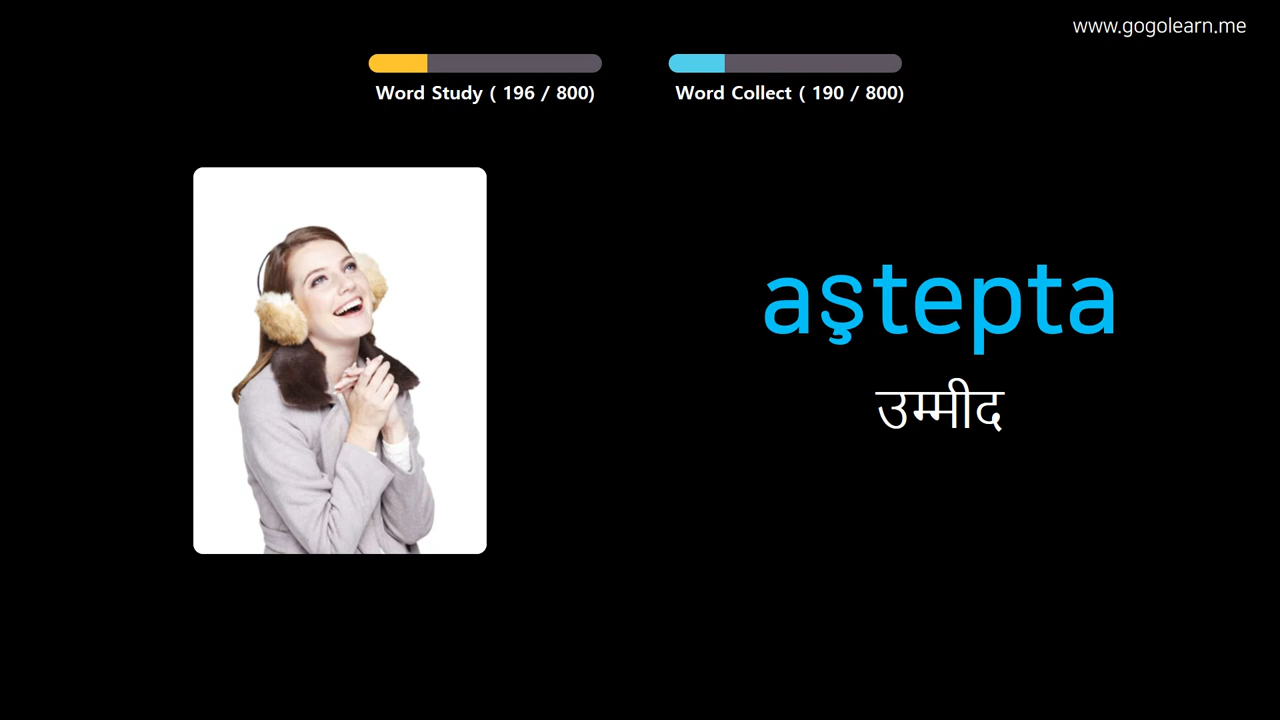 www.gogolearn.me
Word Study ( 196 / 800)
Word Collect ( 190 / 800)
aştepta
उम्मीद